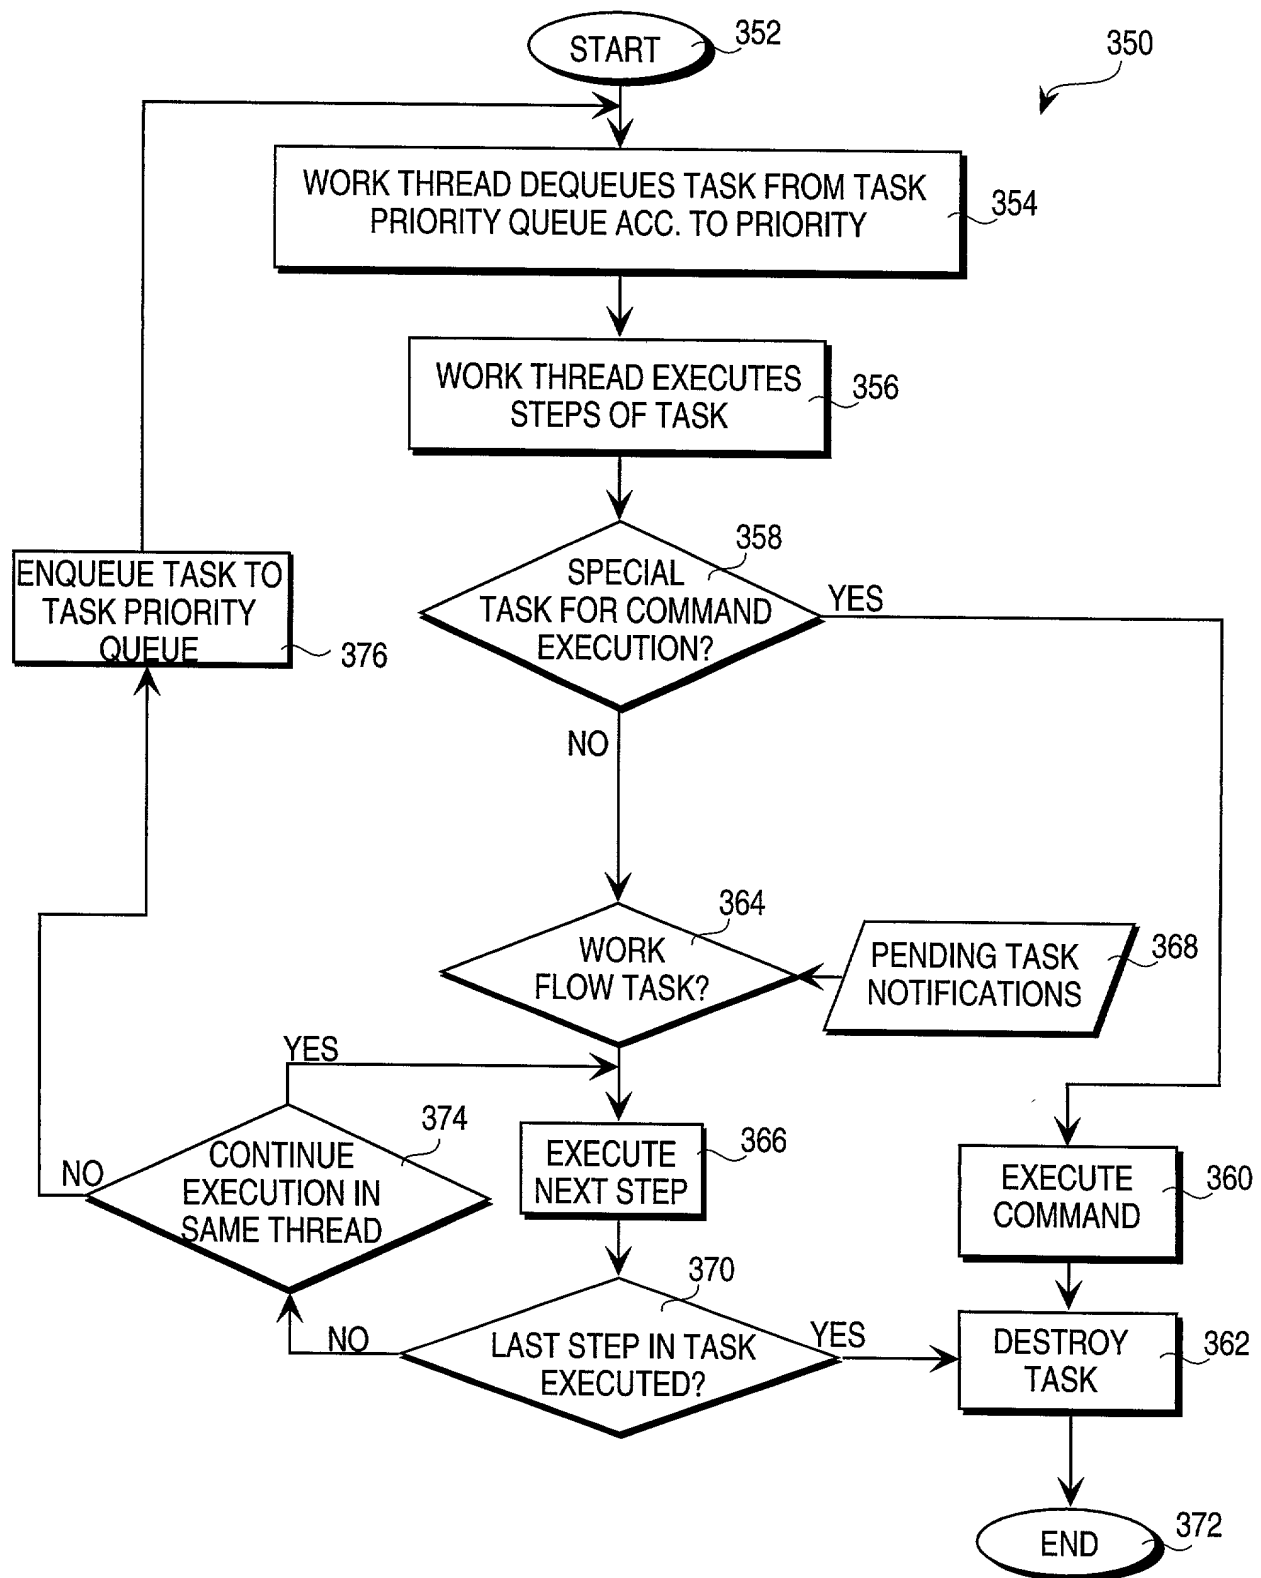 START
352
350
WORK THREAD DEQUEUES TASK FROM TASK
PRIORITY QUEUE ACC. TO PRIORITY
354
WORK THREAD EXECUTES
STEPS OF TASK
356
358
SPECIAL
TASK FOR COMMAND
EXECUTION?
YES
NO
ENQUEUE TASK TO
TASK PRIORITY
QUEUE
376
364
WORK
FLOW TASK?
PENDING TASK
NOTIFICATIONS
368
YES
374
CONTINUE
EXECUTION IN
SAME THREAD
NO
EXECUTE
NEXT STEP
366
EXECUTE
COMMAND
360
370
LAST STEP IN TASK
EXECUTED?
NO
YES
DESTROY
TASK
362
END
372